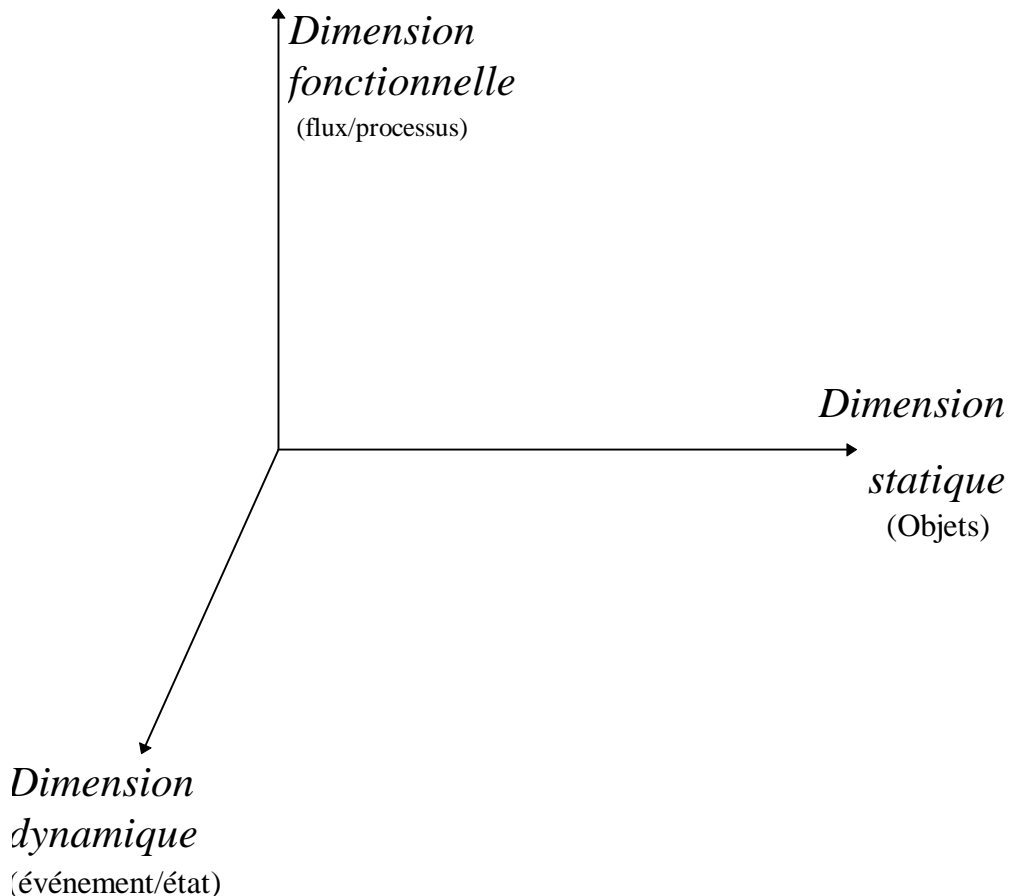 Dimension
fonctionnelle
(flux/processus)
Dimension
statique
(Objets)
Dimension
dynamique
(événement/état)